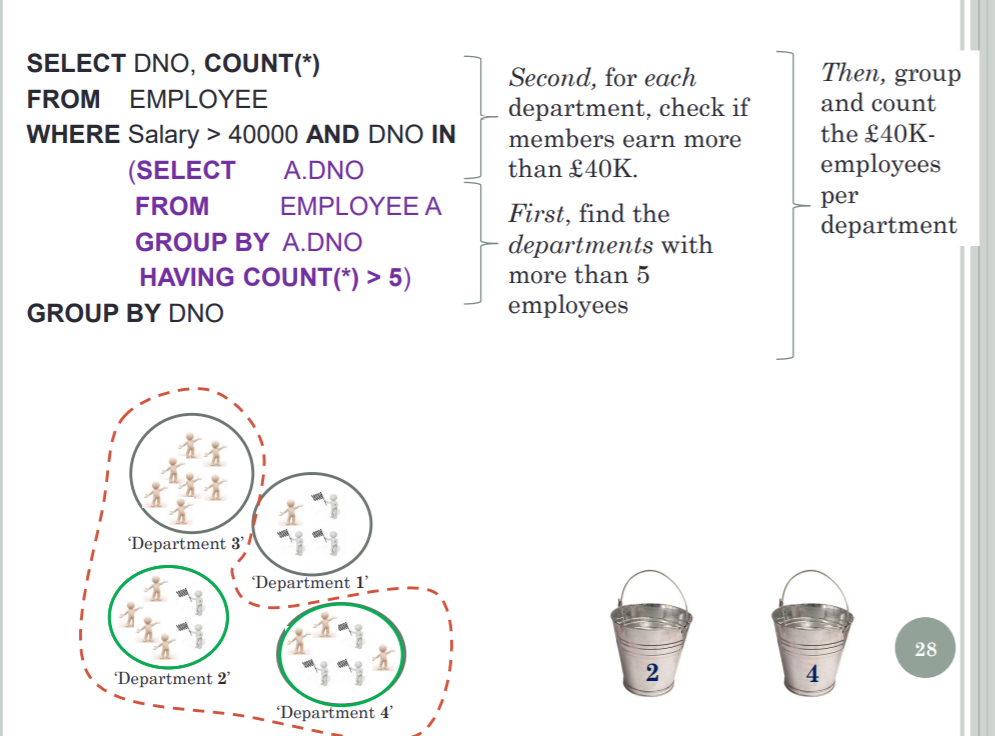 SELECT DNO, COUNT(*)
FROM EMPLOYEE
WHERE Salary > 40000 AND DNO IN
(SELECT A.DNO
FROM EMPLOYEE A
GROUP BY A.DNO
HAVING COUNT(*) > 5)
GROUP BY DNO
Second, for each
department, check if
members earn more
than £40K.
First, find the
departments with
more than 5
employees
Then, group
and count
the £40K-
employees
per
department
'Department 3'
'Department 1'
'Department 2'
'Department 4'
2
4
28